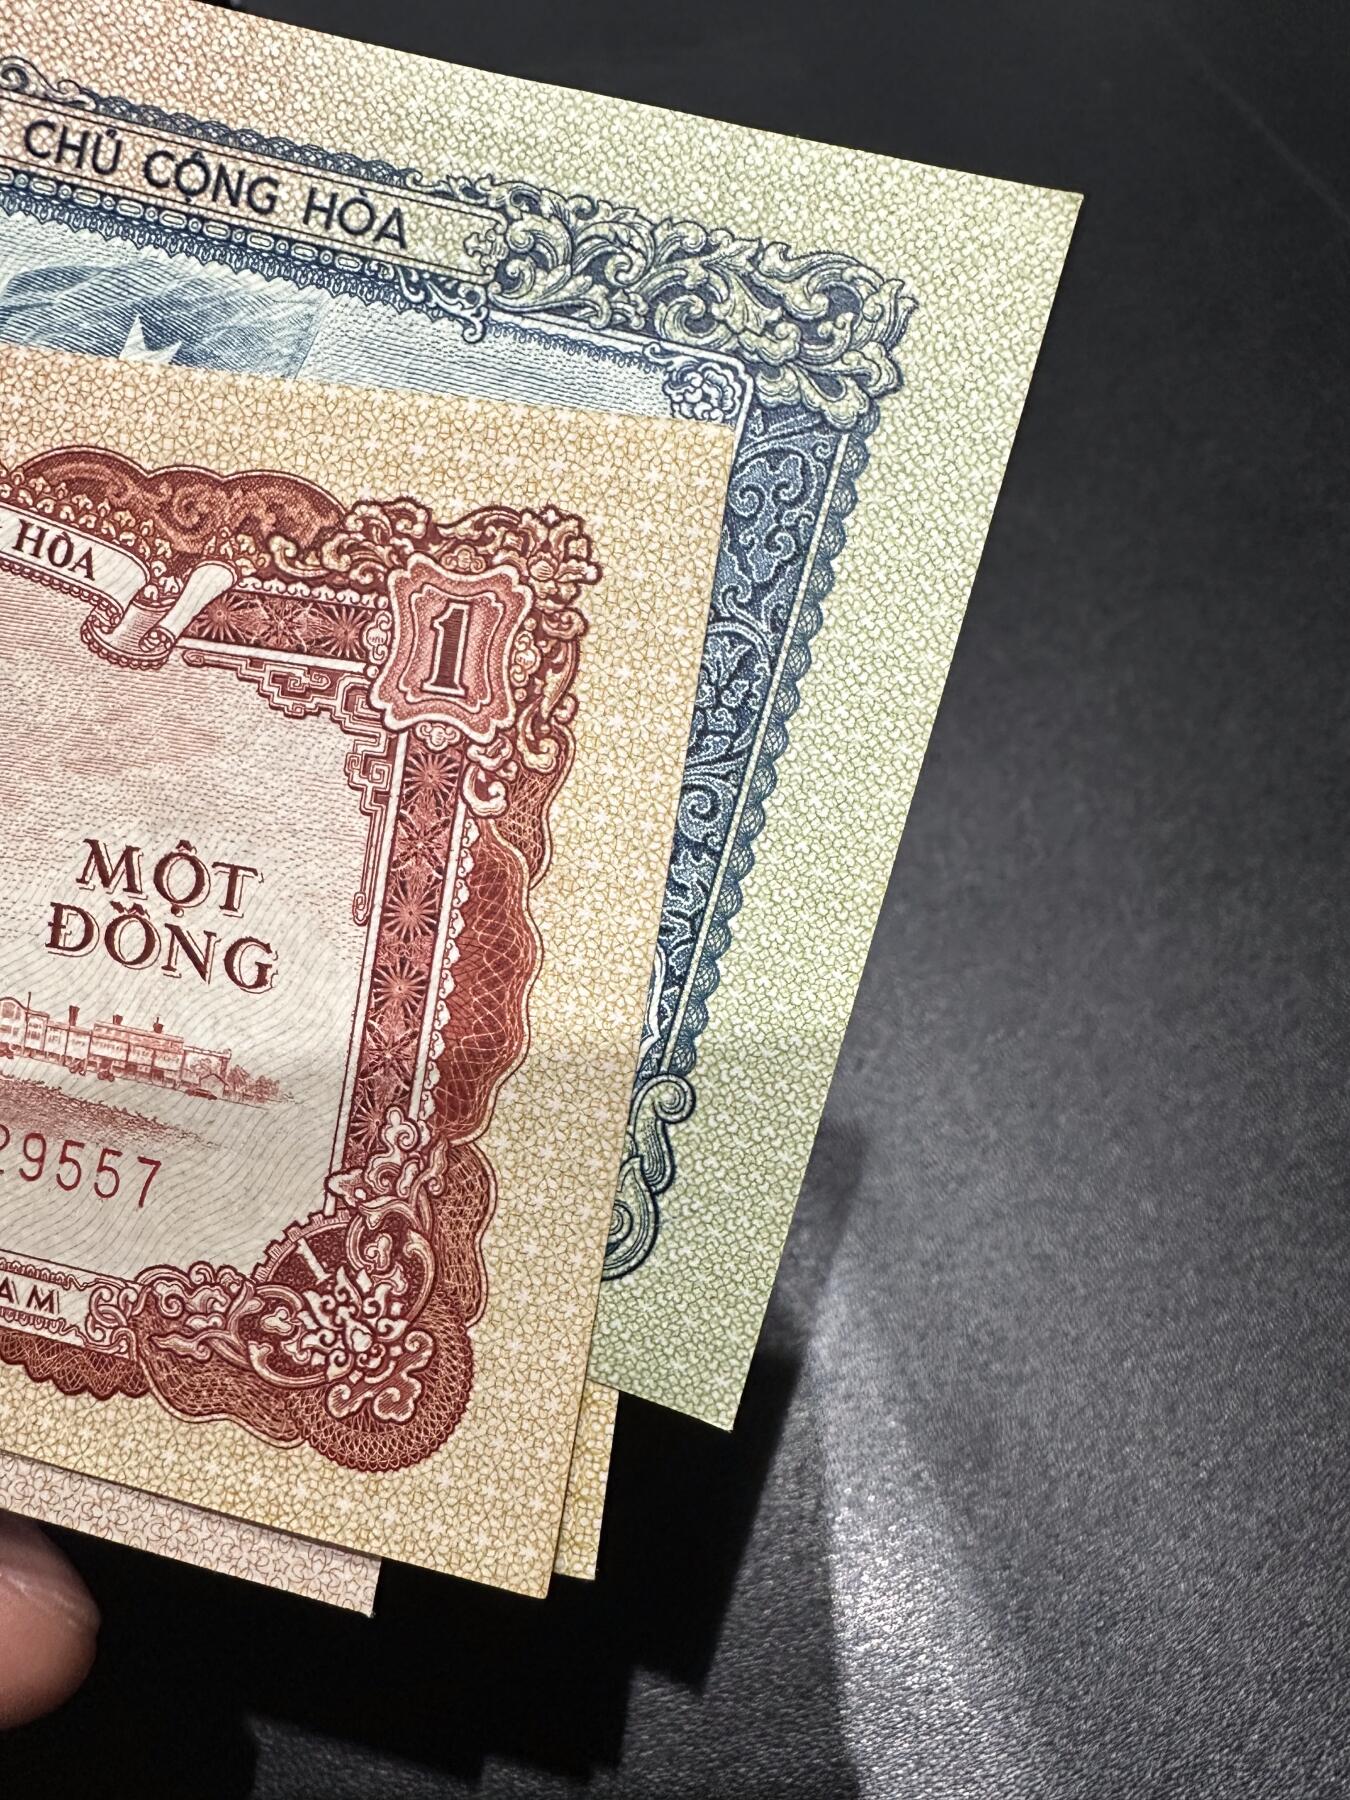 CHỦ CỘNG HÒA
HÒA
1
MỘT
ĐỒNG
29557
AM